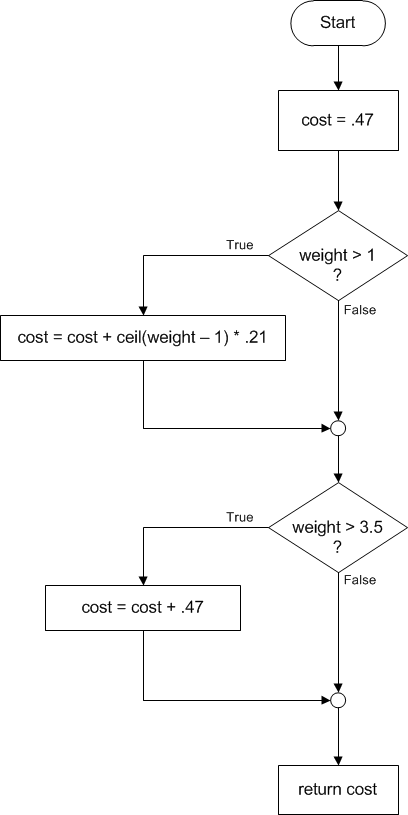 Start
cost = .47
True
weight > 1
?
False
cost = cost + ceil(weight – 1) * .21
True
weight > 3.5
?
False
cost = cost + .47
return cost